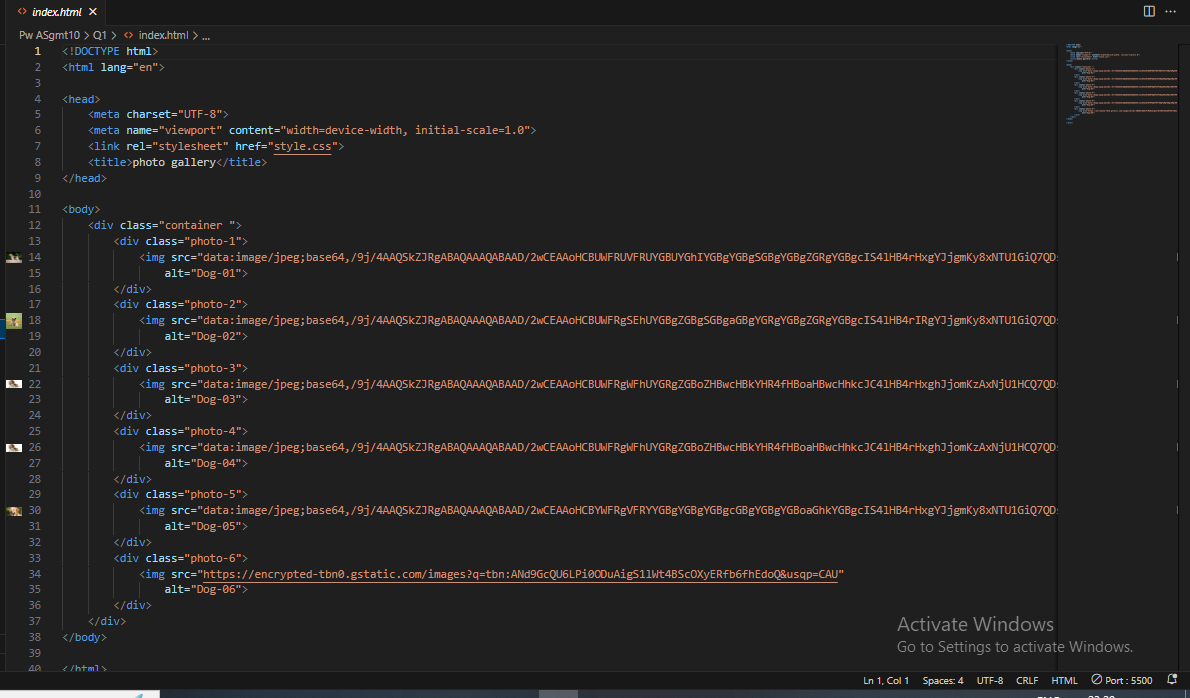 index.html
Pw ASgmt10 > Q1 > index.html > ...
1 <!DOCTYPE html>
2 <html lang="en">
3
4 <head>
5 <meta charset="UTF-8">
6 <meta name="viewport" content="width=device-width, initial-scale=1.0">
7 <link rel="stylesheet" href="style.css">
8 <title>photo gallery</title>
9 </head>
10
11 <body>
12 <div class="container ">
13 <div class="photo-1">
14 <img src="data:image/jpeg;base64,/9j/4AAQSkZJRgABAQAAAQABAAD/2wCEAAoHCBUWFRUVFRUYGBUYGhIYGBgYGBgSGBgYGBgZGRgYGBgcIS4lHB4rHxgYJjgmKy8xNTU1GiQ7QD
15 alt="Dog-01">
16 </div>
17 <div class="photo-2">
18 <img src="data:image/jpeg;base64,/9j/4AAQSkZJRgABAQAAAQABAAD/2wCEAAoHCBUWFRgSEhUYGBgZGBgSGBgaGBgYGRgYGBgZGRgYGBgcIS4lHB4rIRgYJjgmKy8xNTU1GiQ7QD
19 alt="Dog-02">
20 </div>
21 <div class="photo-3">
22 <img src="data:image/jpeg;base64,/9j/4AAQSkZJRgABAQAAAQABAAD/2wCEAAoHCBUWFRgWFhUYGRgZGBoZHBwcHBkYHR4fHBoaHBwcHhkcJC4lHB4rHxghJjomKzAxNjU1HCQ7QD
23 alt="Dog-03">
24 </div>
25 <div class="photo-4">
26 <img src="data:image/jpeg;base64,/9j/4AAQSkZJRgABAQAAAQABAAD/2wCEAAoHCBUWFRgWFhUYGRgZGBoZHBwcHBkYHR4fHBoaHBwcHhkcJC4lHB4rHxghJjomKzAxNjU1HCQ7QD
27 alt="Dog-04">
28 </div>
29 <div class="photo-5">
30 <img src="data:image/jpeg;base64,/9j/4AAQSkZJRgABAQAAAQABAAD/2wCEAAoHCBYWFRgVFRYYGBgYGBgYGBgcGBgYGBgYGBoaGhkYGBgcIS4lHB4rHxgYJjgmKy8xNTU1GiQ7QD
31 alt="Dog-05">
32 </div>
33 <div class="photo-6">
34 <img src="https://encrypted-tbn0.gstatic.com/images?q=tbn:ANd9GcQU6LPi0ODuAigS1lWt4BScOXyERfb6fhEdoQ&usqp=CAU"
35 alt="Dog-06">
36 </div>
37 </div>
38 </body>
39
40 </html>
Activate Windows
Go to Settings to activate Windows.
Ln 1, Col 1 Spaces: 4 UTF-8 CRLF HTML Port : 5500